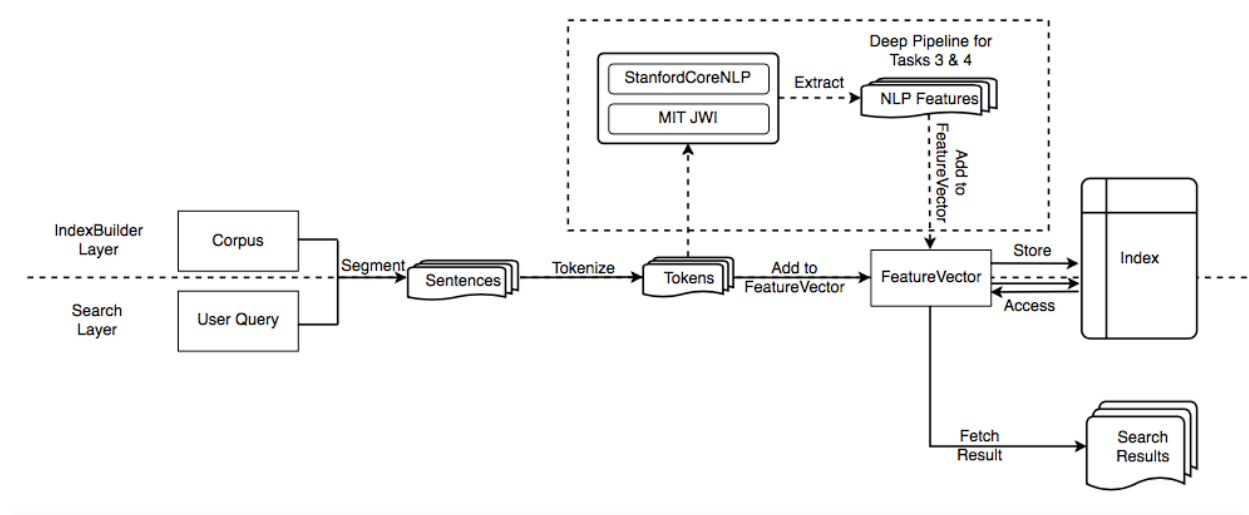 Deep Pipeline for
Tasks 3 & 4
StanfordCoreNLP
MIT JWI
Extract
NLP Features
Add to
FeatureVector
IndexBuilder
Layer
Corpus
Segment
Sentences
Tokenize
Tokens
Add to
FeatureVector
FeatureVector
Store
Access
Index
Search
Layer
User Query
Fetch
Result
Search
Results